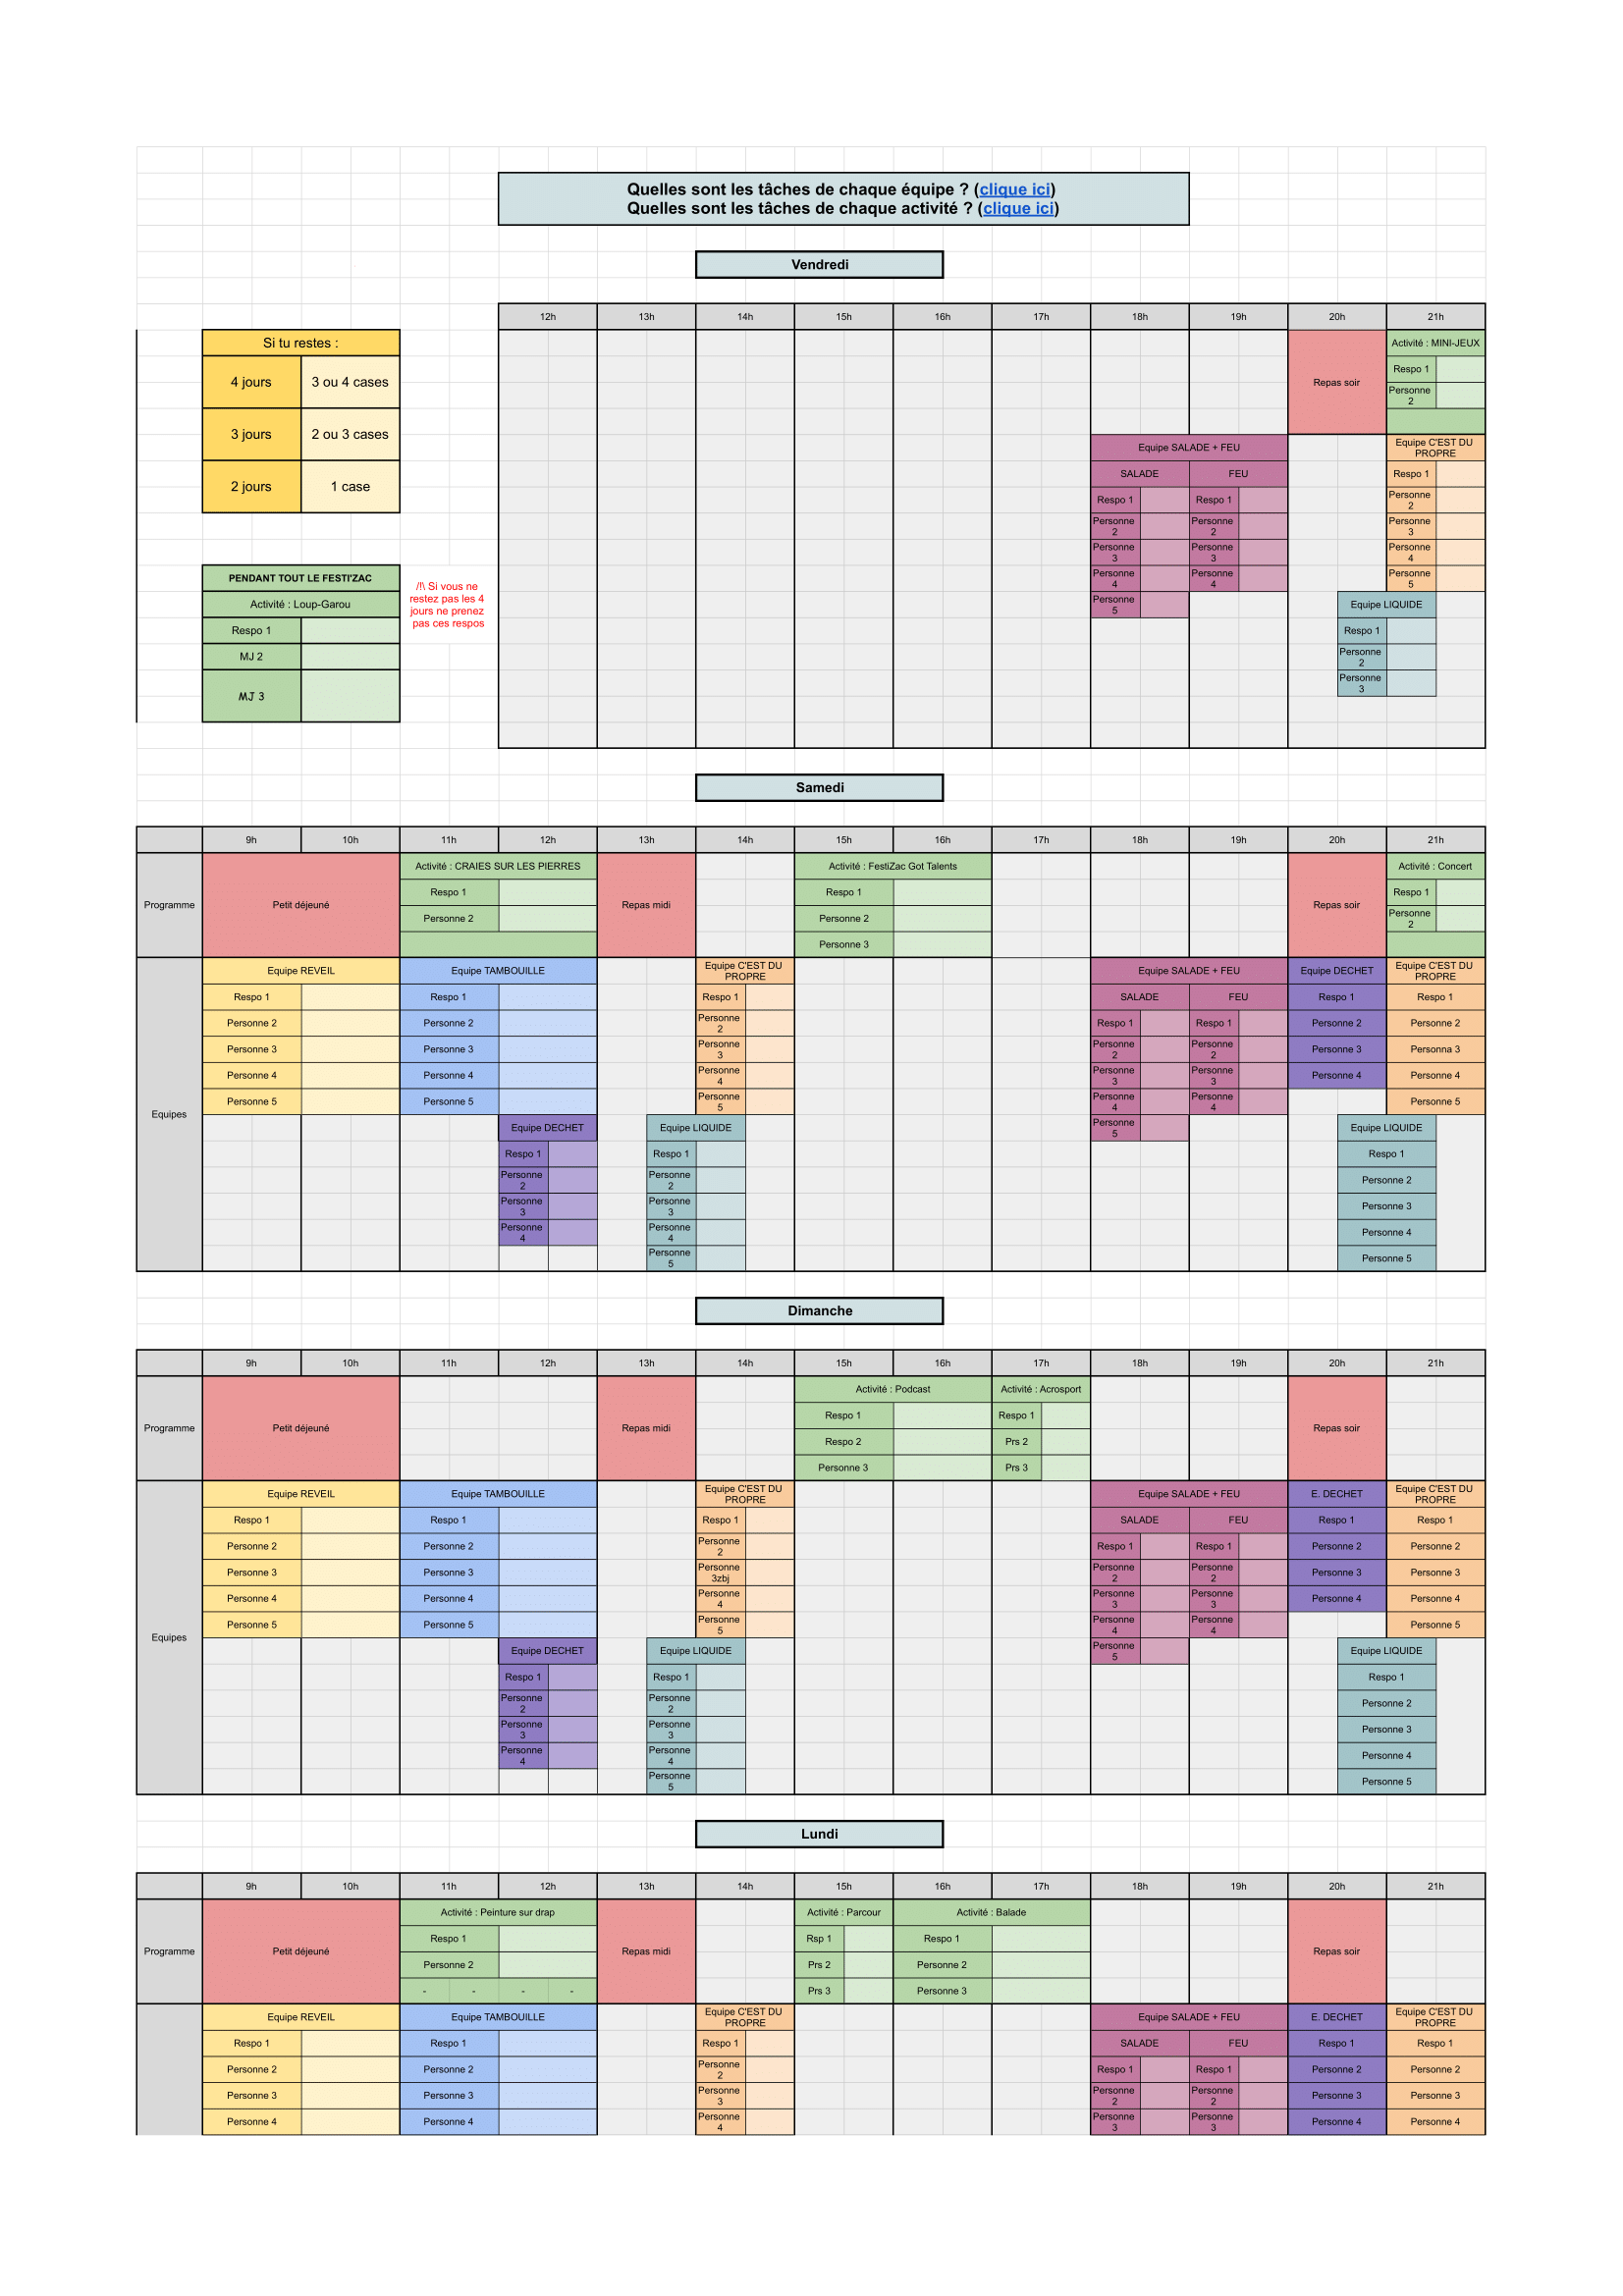 Quelles sont les tâches de chaque équipe ? (clique ici)
Quelles sont les tâches de chaque activité ? (clique ici)
Vendredi
12h 13h 14h 15h 16h 17h 18h 19h 20h 21h
Si tu restes :
4 jours 3 ou 4 cases
3 jours 2 ou 3 cases
2 jours 1 case
PENDANT TOUT LE FESTI'ZAC
Activité : Loup-Garou
Respo 1
MJ 2
MJ 3
/!\ Si vous ne
restez pas les 4
jours ne prenez
pas ces respos
Equipe SALADE + FEU
SALADE FEU
Respo 1 Respo 1
Personne 2 Personne 2
Personne 3 Personne 3
Personne 4 Personne 4
Personne 5
Repas soir
Activité : MINI-JEUX
Respo 1
Personne 2
Equipe C'EST DU
PROPRE
Respo 1
Personne 2
Personne 3
Personne 4
Personne 5
Equipe LIQUIDE
Respo 1
Personne 2
Personne 3
Samedi
9h 10h 11h 12h 13h 14h 15h 16h 17h 18h 19h 20h 21h
Programme
Petit déjeuné
Activité : CRAIES SUR LES PIERRES
Respo 1
Personne 2
Repas midi
Activité : FestiZac Got Talents
Respo 1
Personne 2
Personne 3
Repas soir
Activité : Concert
Respo 1
Personne 2
Equipes
Equipe REVEIL
Respo 1
Personne 2
Personne 3
Personne 4
Personne 5
Equipe TAMBOUILLE
Respo 1
Personne 2
Personne 3
Personne 4
Personne 5
Equipe DECHET
Respo 1
Personne 2
Personne 3
Personne 4
Equipe LIQUIDE
Respo 1
Personne 2
Personne 3
Personne 4
Personne 5
Equipe C'EST DU
PROPRE
Respo 1
Personne 2
Personne 3
Personne 4
Personne 5
Equipe SALADE + FEU
SALADE FEU
Respo 1 Respo 1
Personne 2 Personne 2
Personne 3 Personne 3
Personne 4 Personne 4
Personne 5
Equipe DECHET
Respo 1
Personne 2
Personne 3
Personne 4
Equipe C'EST DU
PROPRE
Respo 1
Personne 2
Personna 3
Personne 4
Personne 5
Equipe LIQUIDE
Respo 1
Personne 2
Personne 3
Personne 4
Personne 5
Dimanche
9h 10h 11h 12h 13h 14h 15h 16h 17h 18h 19h 20h 21h
Programme
Petit déjeuné
Repas midi
Activité : Podcast
Respo 1
Respo 2
Personne 3
Activité : Acrosport
Respo 1
Prs 2
Prs 3
Repas soir
Equipes
Equipe REVEIL
Respo 1
Personne 2
Personne 3
Personne 4
Personne 5
Equipe TAMBOUILLE
Respo 1
Personne 2
Personne 3
Personne 4
Personne 5
Equipe DECHET
Respo 1
Personne 2
Personne 3
Personne 4
Equipe LIQUIDE
Respo 1
Personne 2
Personne 3
Personne 4
Personne 5
Equipe C'EST DU
PROPRE
Respo 1
Personne 2
Personne 3zbj
Personne 4
Personne 5
Equipe SALADE + FEU
SALADE FEU
Respo 1 Respo 1
Personne 2 Personne 2
Personne 3 Personne 3
Personne 4 Personne 4
Personne 5
E. DECHET
Respo 1
Personne 2
Personne 3
Personne 4
Equipe C'EST DU
PROPRE
Respo 1
Personne 2
Personne 3
Personne 4
Personne 5
Equipe LIQUIDE
Respo 1
Personne 2
Personne 3
Personne 4
Personne 5
Lundi
9h 10h 11h 12h 13h 14h 15h 16h 17h 18h 19h 20h 21h
Programme
Petit déjeuné
Activité : Peinture sur drap
Respo 1
Personne 2
- - - -
Repas midi
Activité : Parcour
Rsp 1
Prs 2
Prs 3
Activité : Balade
Respo 1
Personne 2
Personne 3
Repas soir
Equipe REVEIL
Respo 1
Personne 2
Personne 3
Personne 4
Equipe TAMBOUILLE
Respo 1
Personne 2
Personne 3
Personne 4
Equipe C'EST DU
PROPRE
Respo 1
Personne 2
Personne 3
Personne 4
Equipe SALADE + FEU
SALADE FEU
Respo 1 Respo 1
Personne 2 Personne 2
Personne 3 Personne 3
E. DECHET
Respo 1
Personne 2
Personne 3
Personne 4
Equipe C'EST DU
PROPRE
Respo 1
Personne 2
Personne 3
Personne 4